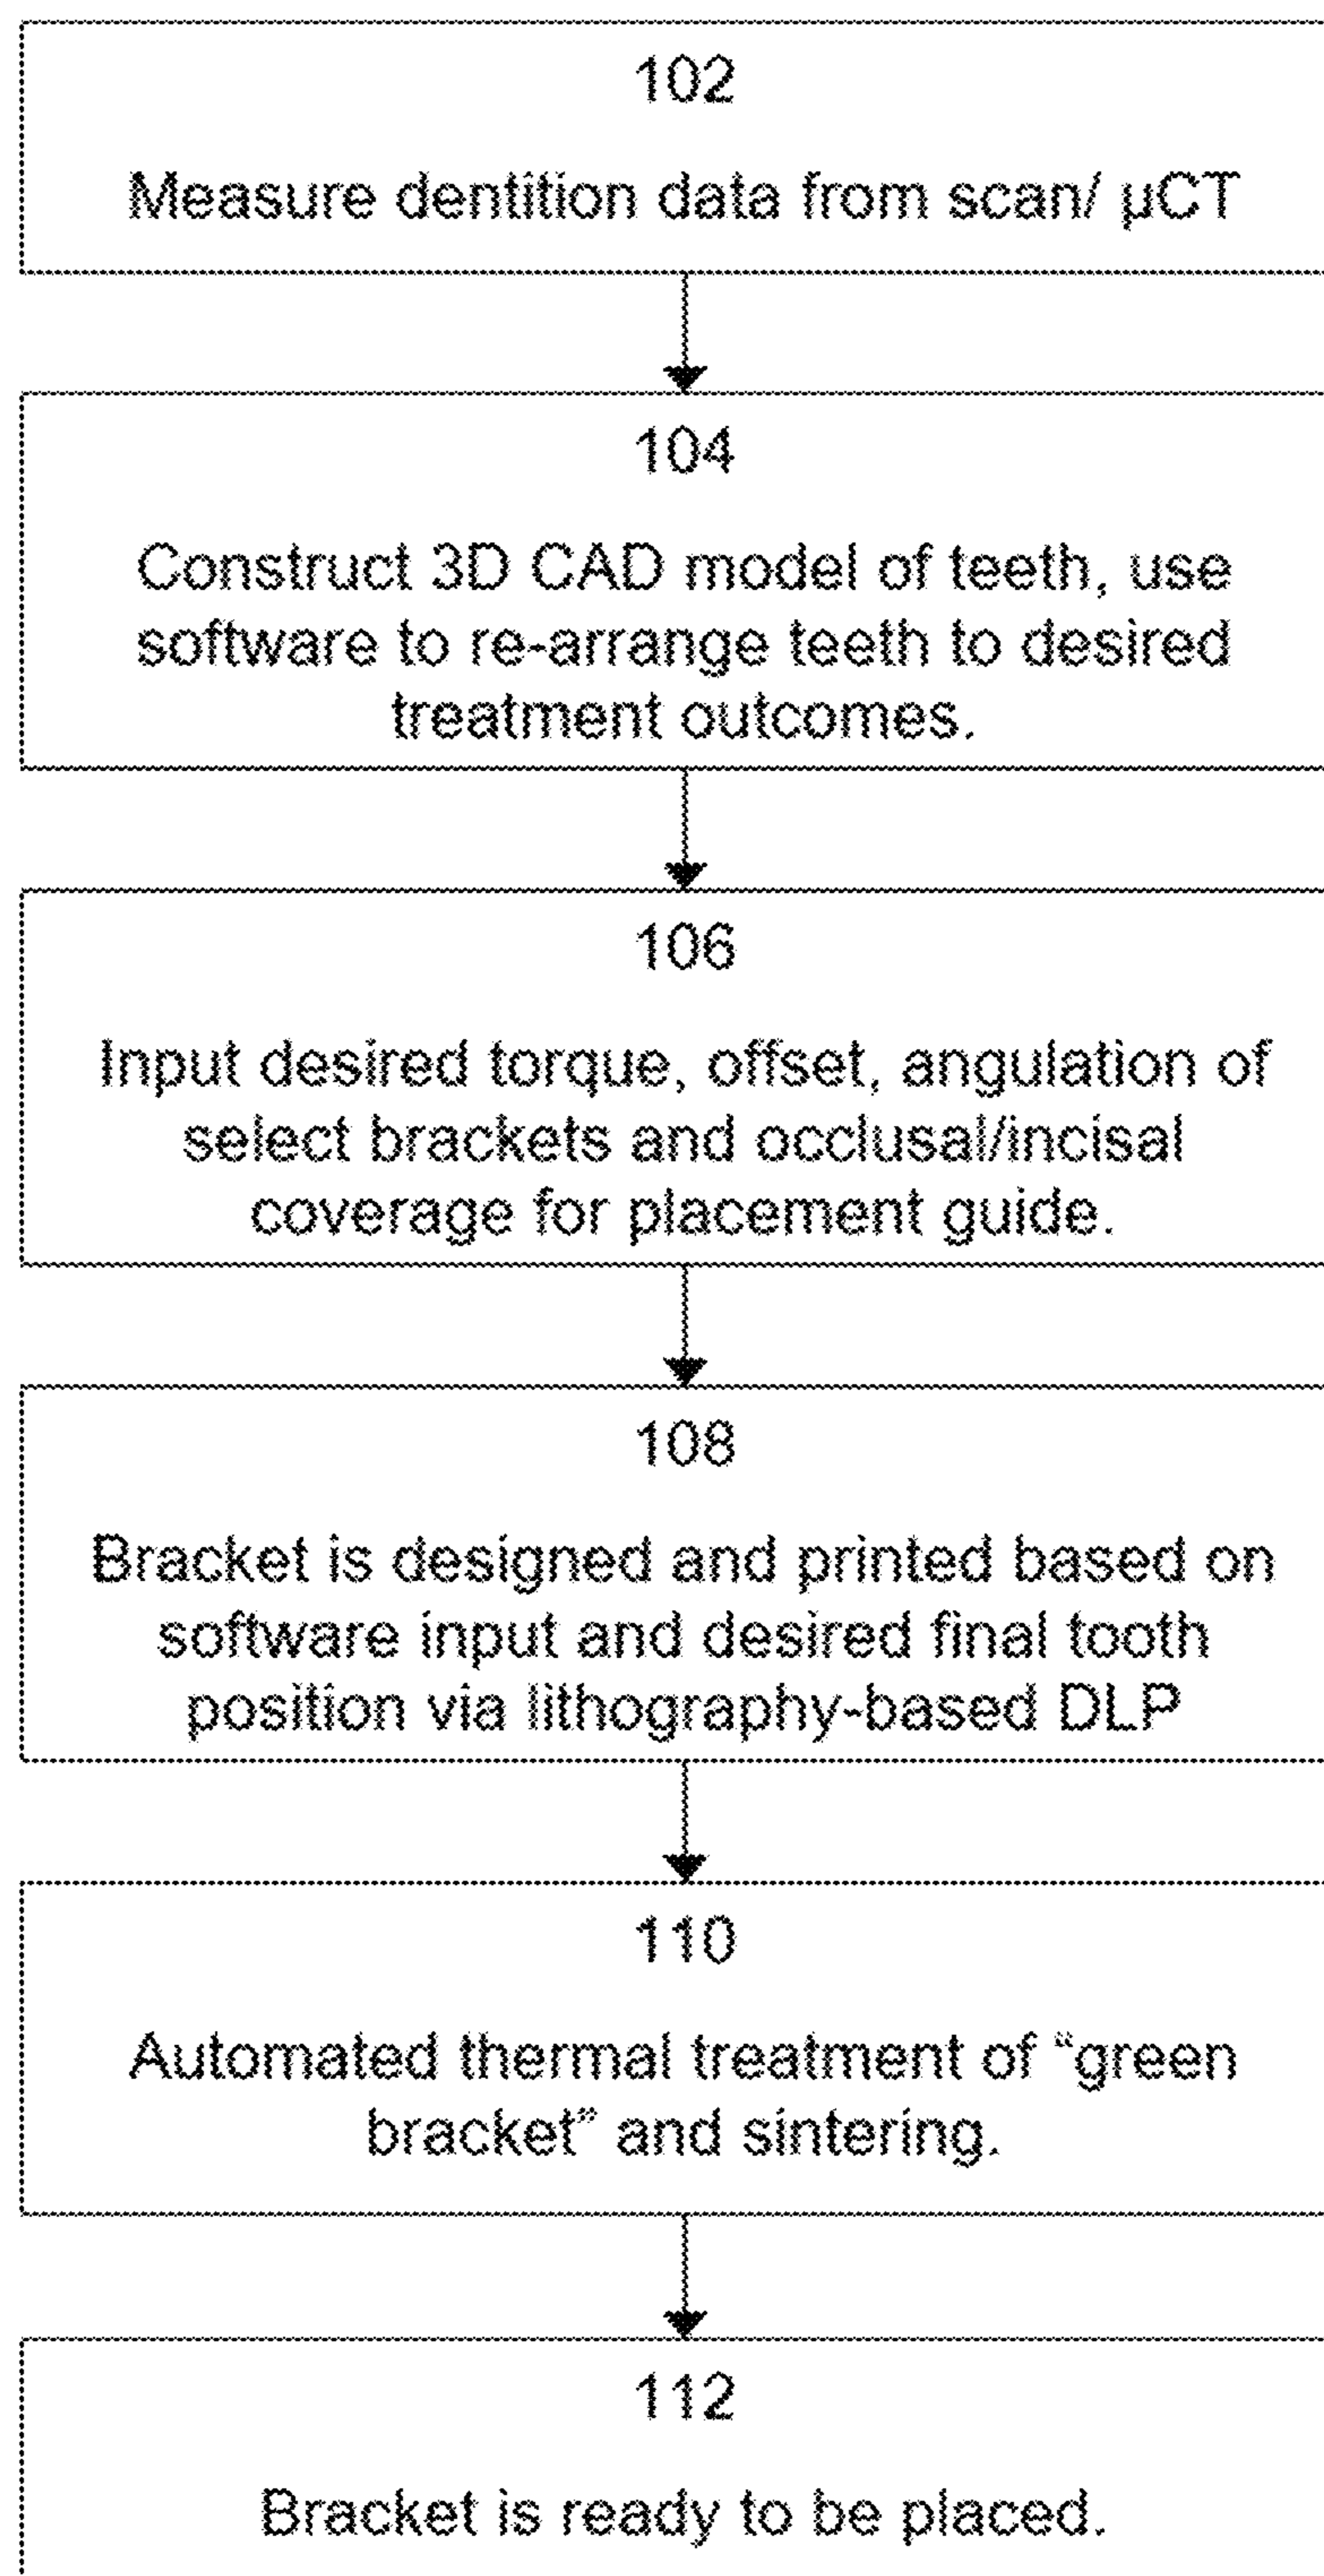 102
Measure dentition data from scan/ µCT
104
Construct 3D CAD model of teeth, use
software to re-arrange teeth to desired
treatment outcomes.
106
Input desired torque, offset, angulation of
select brackets and occlusal/incisal
coverage for placement guide.
108
Bracket is designed and printed based on
software input and desired final tooth
position via lithography-based DLP
110
Automated thermal treatment of “green
bracket” and sintering.
112
Bracket is ready to be placed.